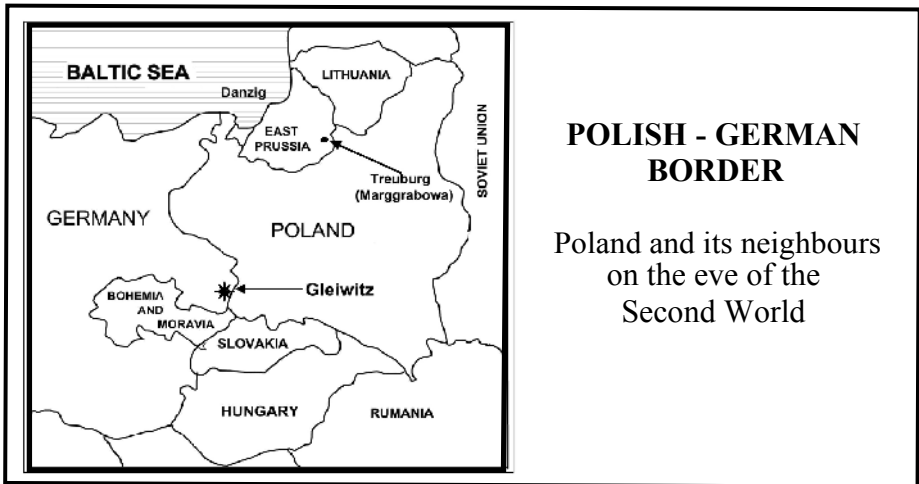 BALTIC SEA
Danzig
LITHUANIA
EAST
PRUSSIA
SOVIET UNION
Treuburg
(Marggrabowa)
GERMANY
POLAND
Gleiwitz
BOHEMIA
AND
MORAVIA
SLOVAKIA
HUNGARY
RUMANIA
POLISH - GERMAN
BORDER
Poland and its neighbours
on the eve of the
Second World